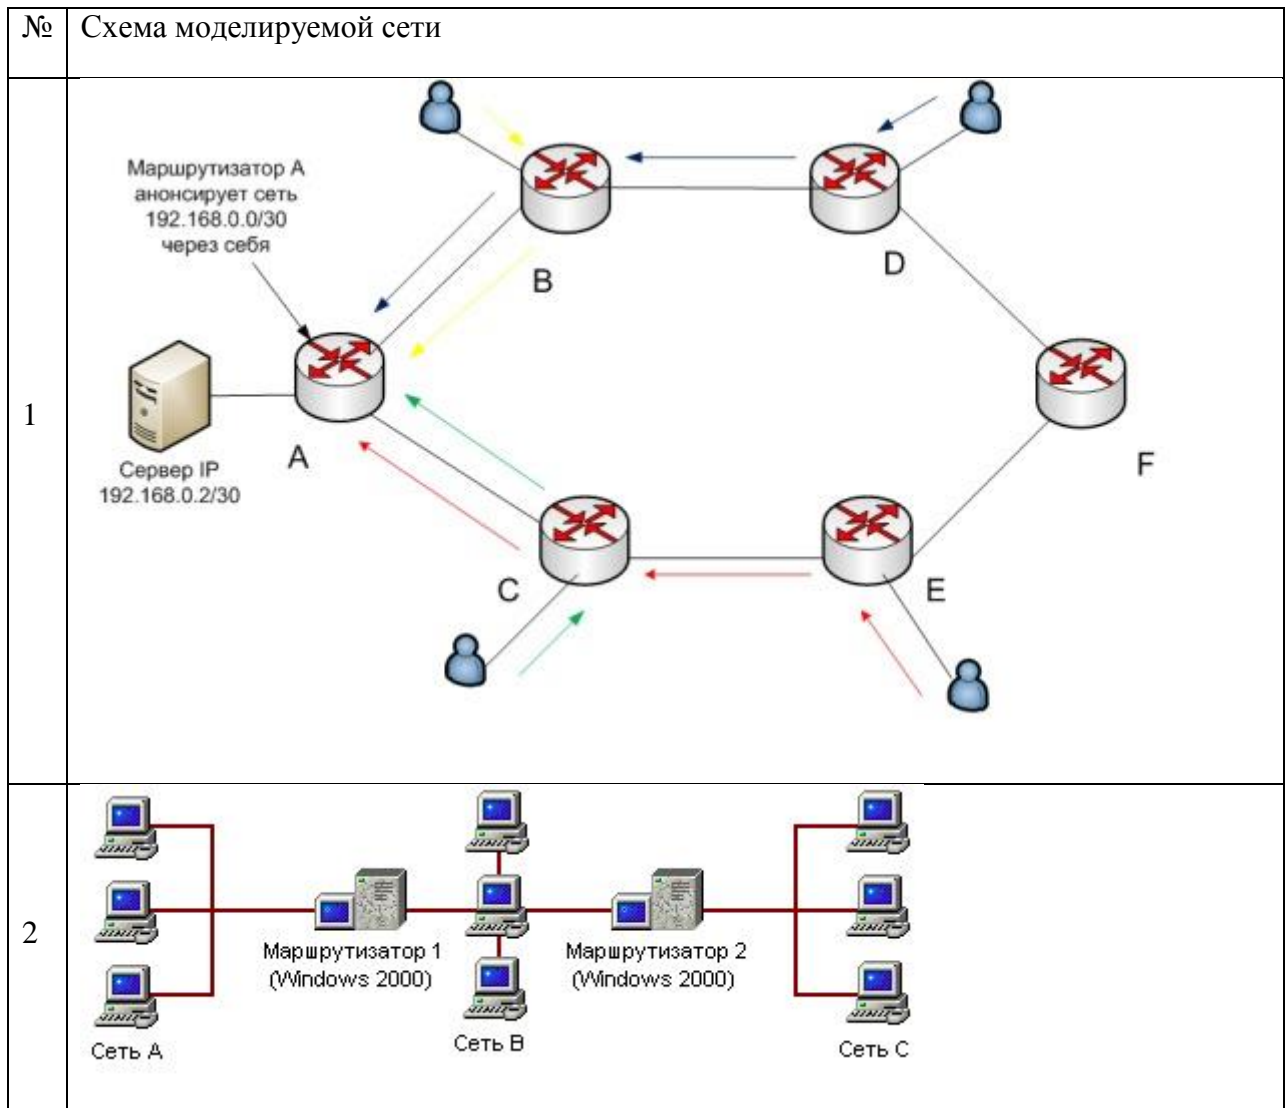 № Схема моделируемой сети
1
Маршрутизатор А
анонсирует сеть
192.168.0.0/30
через себя
B
D
A
F
Сервер IP
192.168.0.2/30
C
E
2
Маршрутизатор 1
(Windows 2000)
Маршрутизатор 2
(Windows 2000)
Сеть А
Сеть В
Сеть С